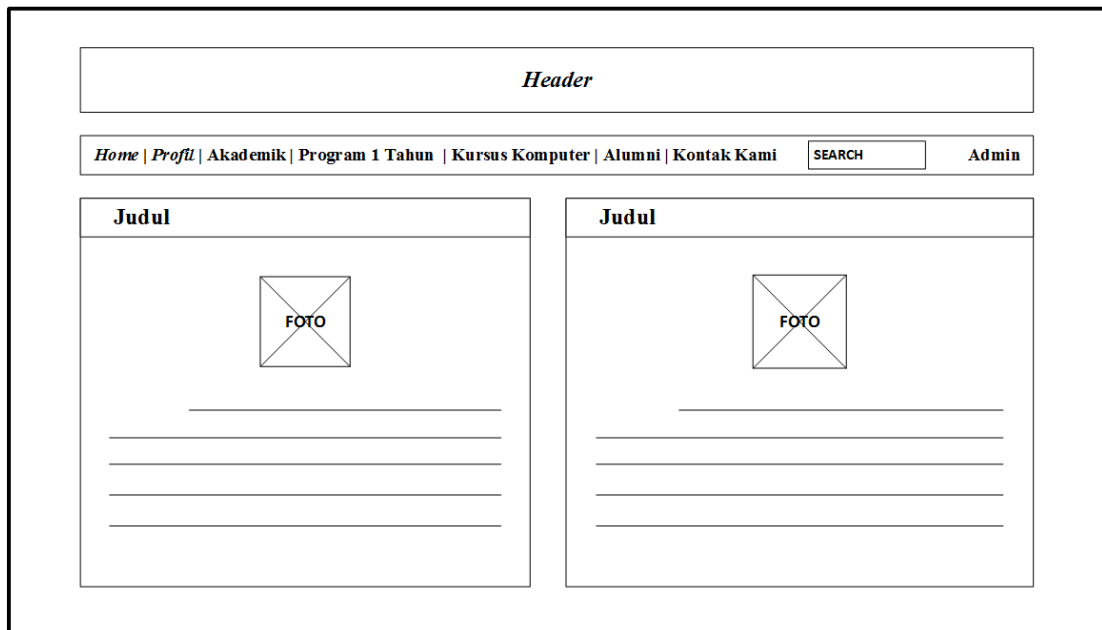 Header
Home | Profil | Akademik | Program 1 Tahun | Kursus Komputer | Alumni | Kontak Kami SEARCH Admin
Judul
FOTO
Judul
FOTO